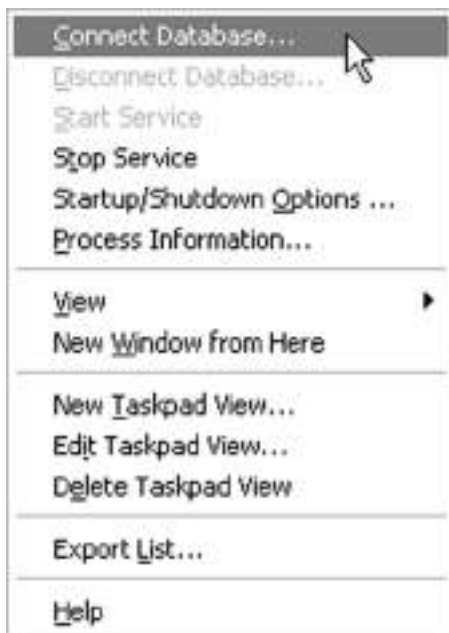 Connect Database...
Disconnect Database...
Start Service
Stop Service
Startup/Shutdown Options ...
Process Information...
View
New Window from Here
New Taskpad View...
Edit Taskpad View...
Delete Taskpad View
Export List...
Help